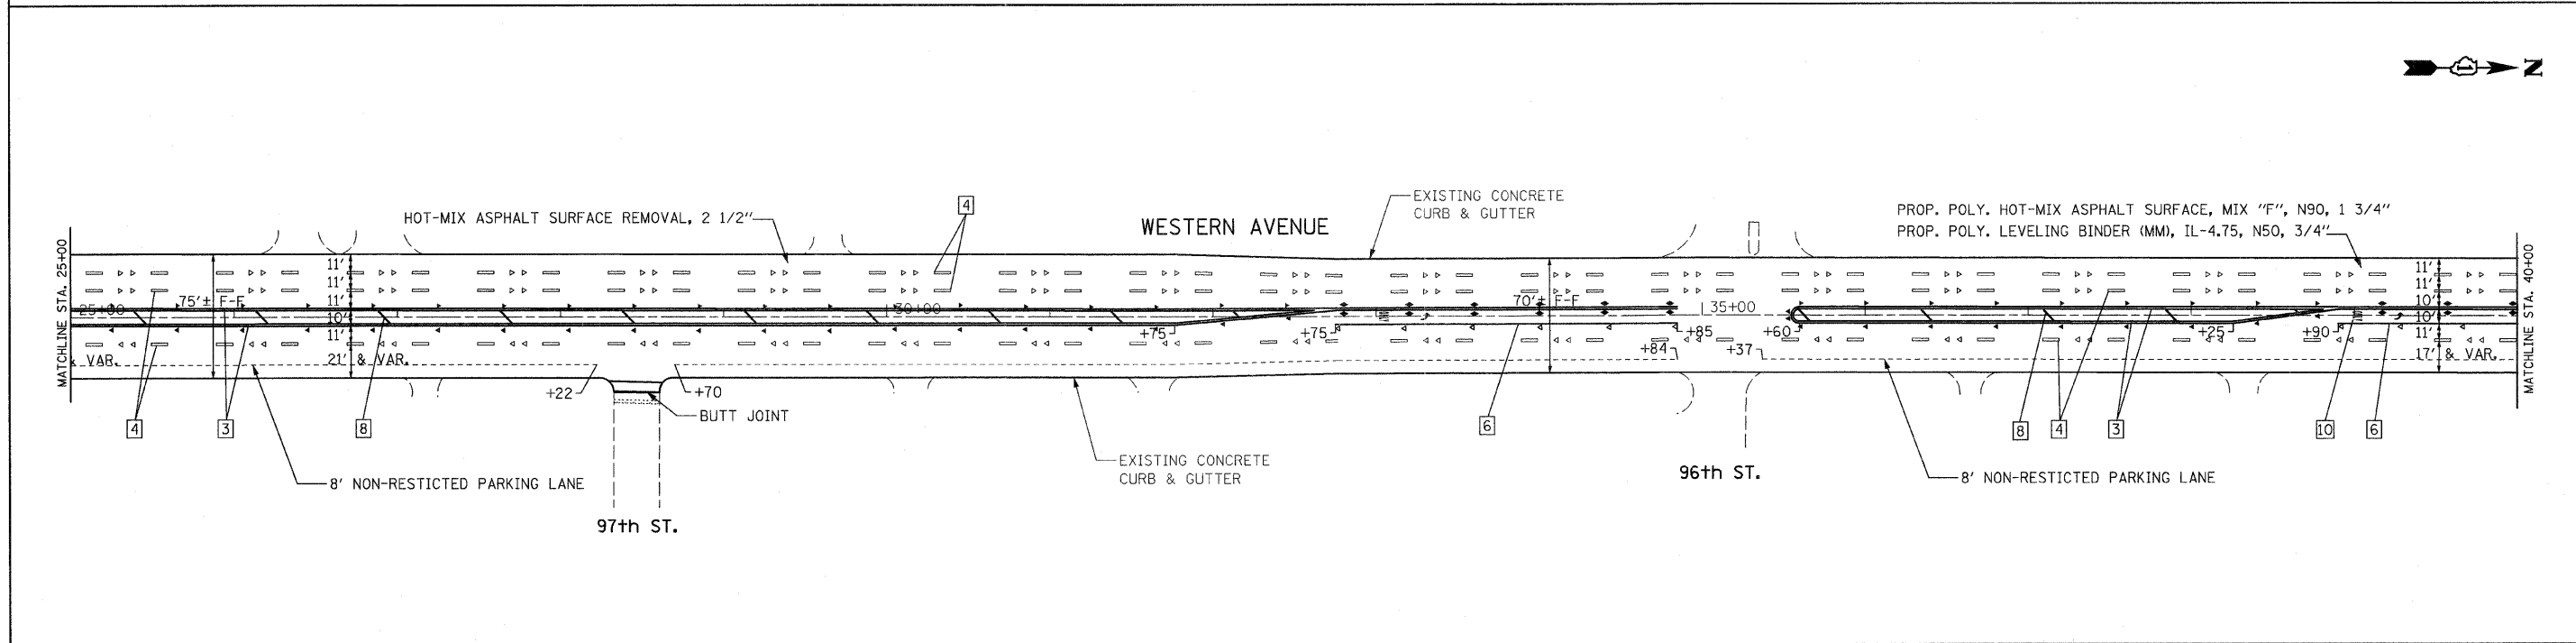 N
HOT-MIX ASPHALT SURFACE REMOVAL, 2 1/2"
4
WESTERN AVENUE
EXISTING CONCRETE
CURB & GUTTER
PROP. POLY. HOT-MIX ASPHALT SURFACE, MIX "F", N90, 1 3/4"
PROP. POLY. LEVELING BINDER (MM), IL-4.75, N50, 3/4"
MATCHLINE STA. 25+00
75'± F-F
25+00
11'
11'
11'
10'
11'
21' & VAR.
& VAR.
30+00
+75
+75
70'± F-F
35+00
+85
+60
+84
+37
+25
+90
11'
11'
10'
10'
11'
17' & VAR.
MATCHLINE STA. 40+00
+22
+70
BUTT JOINT
4
3
8
6
8
4
3
10
6
8' NON-RESTICTED PARKING LANE
EXISTING CONCRETE
CURB & GUTTER
96th ST.
8' NON-RESTICTED PARKING LANE
97th ST.